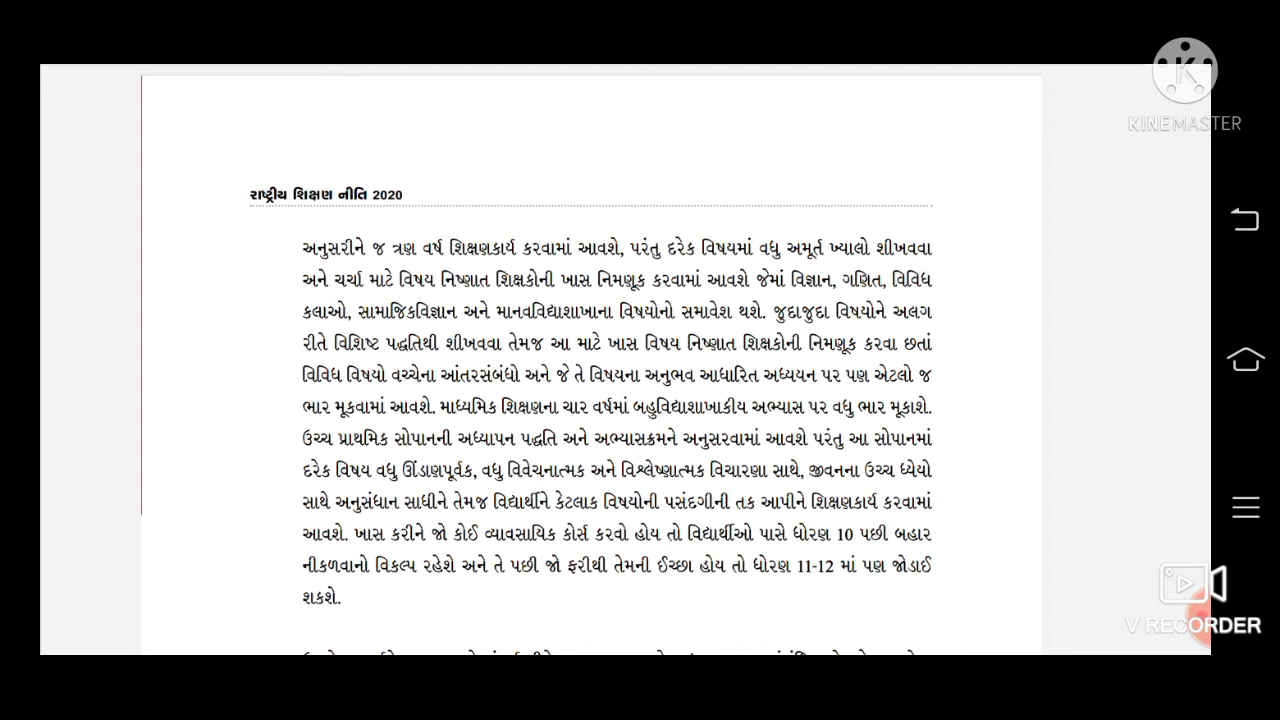 KINEMASTER
રાષ્ટ્રીય શિક્ષણ નીતિ 2020
અનુસરીને જ ત્રણ વર્ષ શિક્ષણકાર્ય કરવામાં આવશે, પરંતુ દરેક વિષયમાં વધુ અમૂર્ત ખ્યાલો શીખવવા
અને ચર્ચા માટે વિષય નિષ્ણાત શિક્ષકોની ખાસ નિમણૂક કરવામાં આવશે જેમાં વિજ્ઞાન, ગણિત, વિવિધ
કલાઓ, સામાજિકવિજ્ઞાન અને માનવવિદ્યાશાખાના વિષયોનો સમાવેશ થશે. જુદાજુદા વિષયોને અલગ
રીતે વિશિષ્ટ પદ્ધતિથી શીખવવા તેમજ આ માટે ખાસ વિષય નિષ્ણાત શિક્ષકોની નિમણૂક કરવા છતાં
વિવિધ વિષયો વચ્ચેના આંતરસંબંધો અને જે તે વિષયના અનુભવ આધારિત અધ્યયન પર પણ એટલો જ
ભાર મૂકવામાં આવશે. માધ્યમિક શિક્ષણના ચાર વર્ષમાં બહુવિદ્યાશાખાકીય અભ્યાસ પર વધુ ભાર મૂકાશે.
ઉચ્ચ પ્રાથમિક સોપાનની અધ્યાપન પદ્ધતિ અને અભ્યાસક્રમને અનુસરવામાં આવશે પરંતુ આ સોપાનમાં
દરેક વિષય વધુ ઊંડાણપૂર્વક, વધુ વિવેચનાત્મક અને વિશ્લેષ્ણાત્મક વિચારણા સાથે, જીવનના ઉચ્ચ ધ્યેયો
સાથે અનુસંધાન સાધીને તેમજ વિદ્યાર્થીને કેટલાક વિષયોની પસંદગીની તક આપીને શિક્ષણકાર્ય કરવામાં
આવશે. ખાસ કરીને જો કોઈ વ્યાવસાયિક કોર્સ કરવો હોય તો વિદ્યાર્થીઓ પાસે ધોરણ 10 પછી બહાર
નીકળવાનો વિકલ્પ રહેશે અને તે પછી જો ફરીથી તેમની ઈચ્છા હોય તો ધોરણ 11-12 માં પણ જોડાઈ
શકશે.
V RECORDER